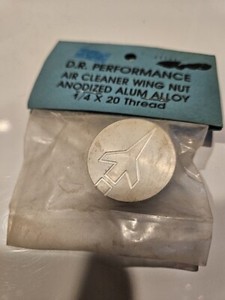 D.R. PERFORMANCE
AIR CLEANER WING NUT
ANODIZED ALUM ALLOY
1/4 X 20 Thread